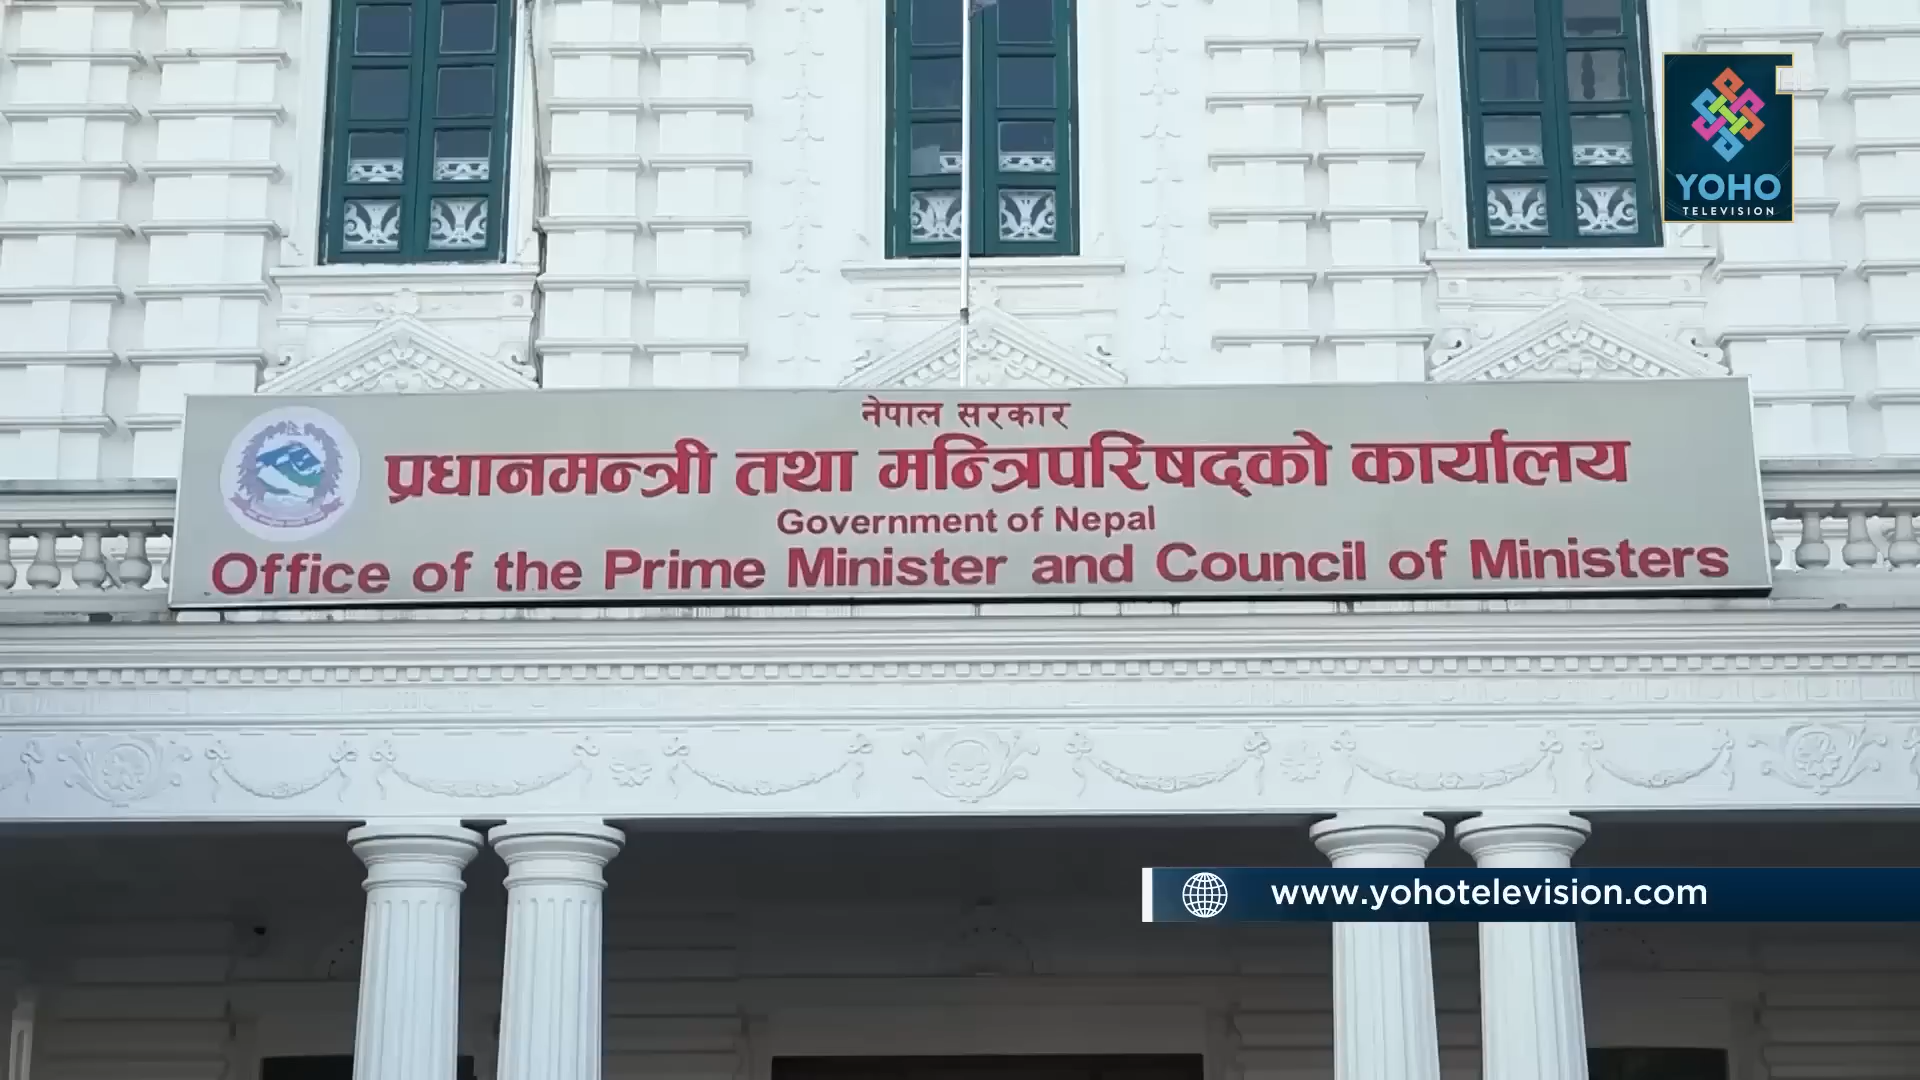 YOHO
TELEVISION
नेपाल सरकार
प्रधानमन्त्री तथा मन्त्रिपरिषद्को कार्यालय
Government of Nepal
Office of the Prime Minister and Council of Ministers
www.yohotelevision.com